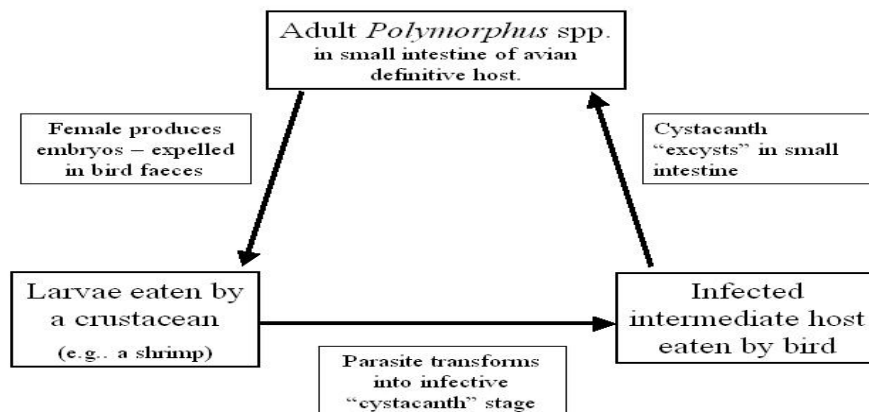 Adult Polymorphus spp.
in small intestine of avian
definitive host.
Female produces
embryos – expelled
in bird faeces
Cystacanth
“excysts” in small
intestine
Larvae eaten by
a crustacean
(e.g.. a shrimp)
Infected
intermediate host
eaten by bird
Parasite transforms
into infective
“cystacanth” stage